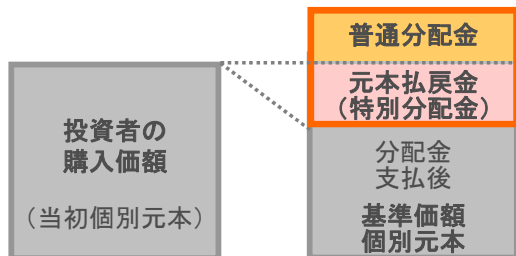 投資者の
購入価額
（当初個別元本）
普通分配金
元本払戻金
（特別分配金）
分配金
支払後
基準価額
個別元本